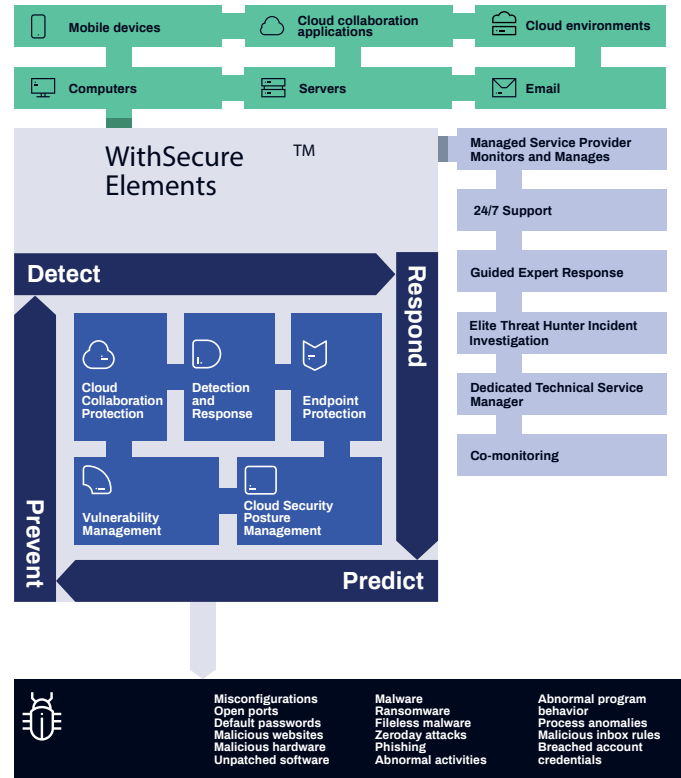 Mobile devices
Cloud collaboration
applications
Cloud environments
Computers
Servers
Email
WithSecure TM
Elements
Managed Service Provider
Monitors and Manages
24/7 Support
Guided Expert Response
Elite Threat Hunter Incident
Investigation
Dedicated Technical Service
Manager
Co-monitoring
Detect
Respond
Predict
Prevent
Cloud
Collaboration
Protection
Detection
and
Response
Endpoint
Protection
Vulnerability
Management
Cloud Security
Posture
Management
Misconfigurations
Open ports
Default passwords
Malicious websites
Malicious hardware
Unpatched software
Malware
Ransomware
Fileless malware
Zeroday attacks
Phishing
Abnormal activities
Abnormal program
behavior
Process anomalies
Malicious inbox rules
Breached account
credentials